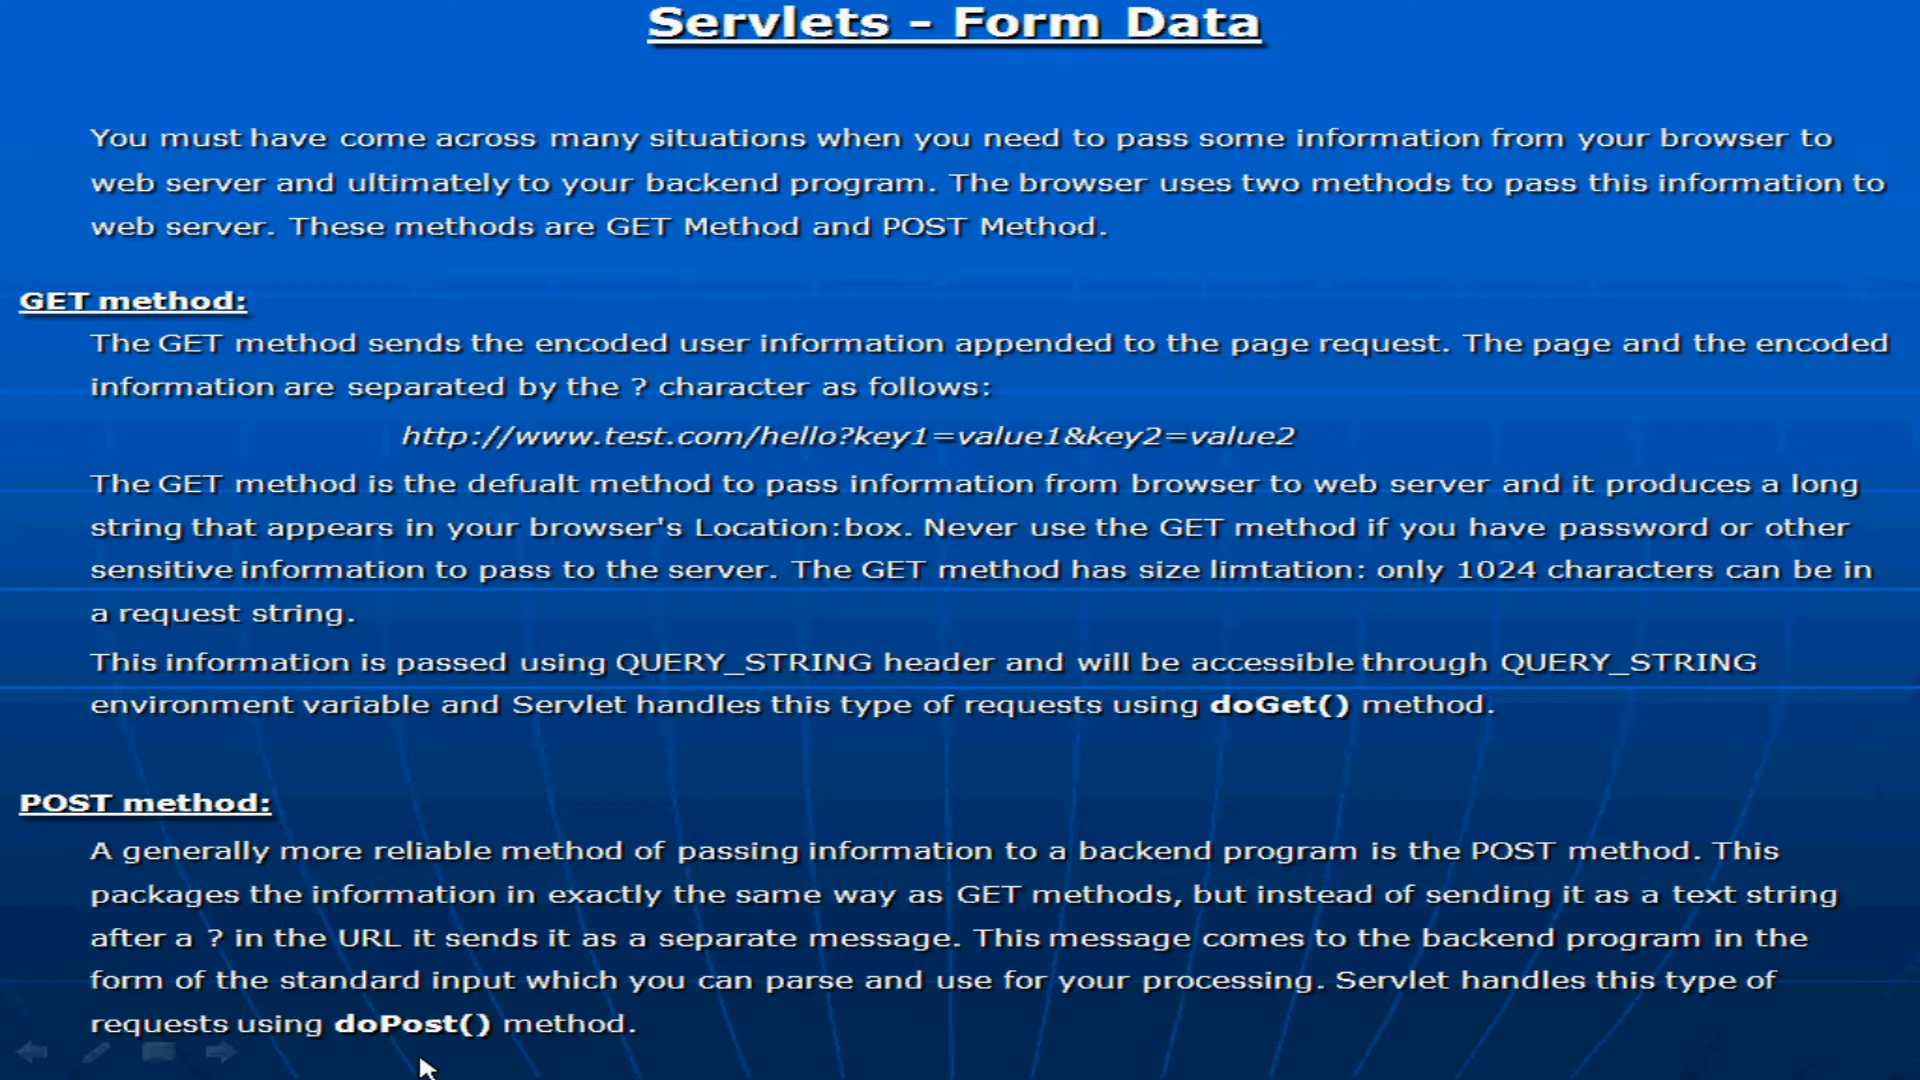 Servlets – Form Data
You must have come across many situations when you need to pass some information from your browser to
web server and ultimately to your backend program. The browser uses two methods to pass this information to
web server. These methods are GET Method and POST Method.
GET method:
The GET method sends the encoded user information appended to the page request. The page and the encoded
information are separated by the ? character as follows:
http://www.test.com/hello?key1=value1&key2=value2
The GET method is the defualt method to pass information from browser to web server and it produces a long
string that appears in your browser's Location:box. Never use the GET method if you have password or other
sensitive information to pass to the server. The GET method has size limtation: only 1024 characters can be in
a request string.
This information is passed using QUERY_STRING header and will be accessible through QUERY_STRING
environment variable and Servlet handles this type of requests using doGet() method.
POST method:
A generally more reliable method of passing information to a backend program is the POST method. This
packages the information in exactly the same way as GET methods, but instead of sending it as a text string
after a ? in the URL it sends it as a separate message. This message comes to the backend program in the
form of the standard input which you can parse and use for your processing. Servlet handles this type of
requests using doPost() method.